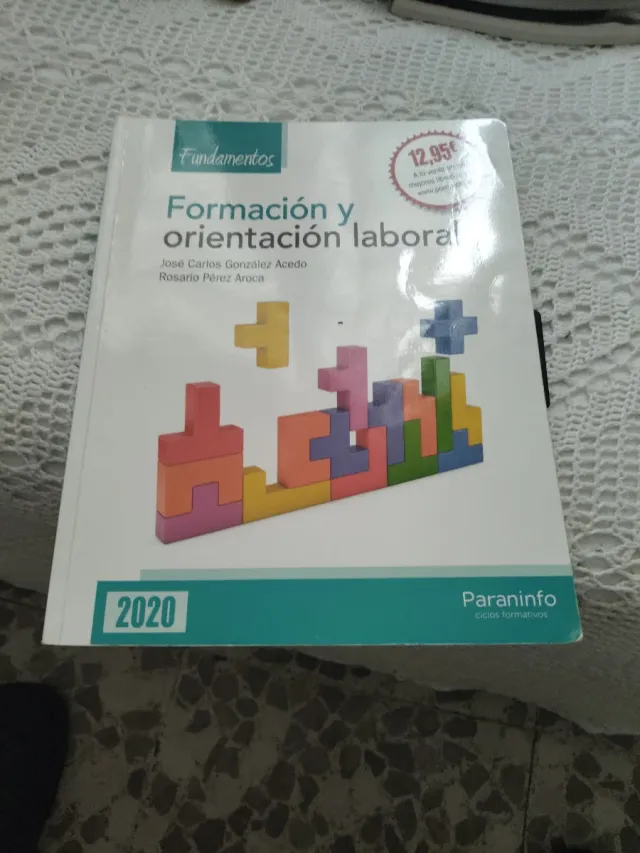 Fundamentos
12,95€
Formación y
orientación laboral
José Carlos González Acedo
Rosario Pérez Aroca
2020
Paraninfo
ciclos formativos